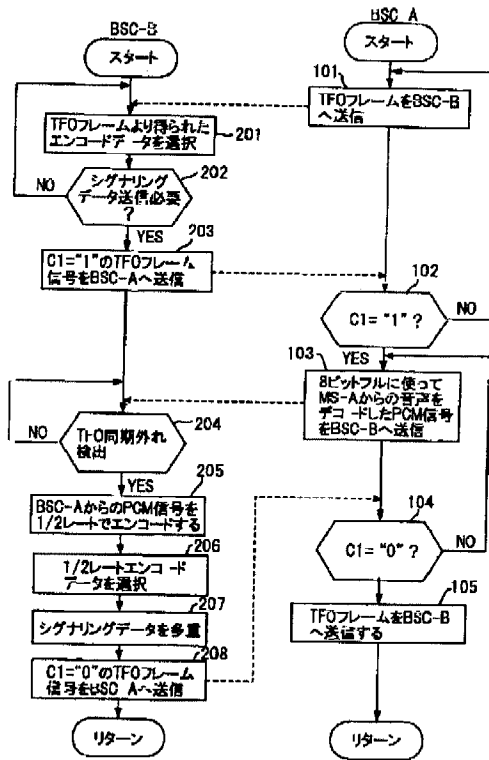 BSC-B
スタート
201
TFOフレームより得られた
エンコードデータを選択
202
シグナリング
データ送信必要
?
NO
YES
203
C1="1"のTFOフレーム
信号をBSC-Aへ送信
204
TFO同期外れ
検出
NO
YES
205
BSC-AからのPCM信号を
1/2レートでエンコードする
206
1/2レートエンコード
データを選択
207
シグナリングデータを多重
208
C1="0"のTFOフレーム
信号をBSC Aへ送信
リターン
BSC A
スタート
101
TFOフレームをBSC-B
へ送信
102
C1= "1" ?
NO
YES
103
8ビットフルに使って
MS-Aからの音声を
デコードしたPCM信号
をBSC-Bへ送信
104
C1= "0" ?
NO
YES
105
TFOフレームをBSC-B
へ送信する
リターン